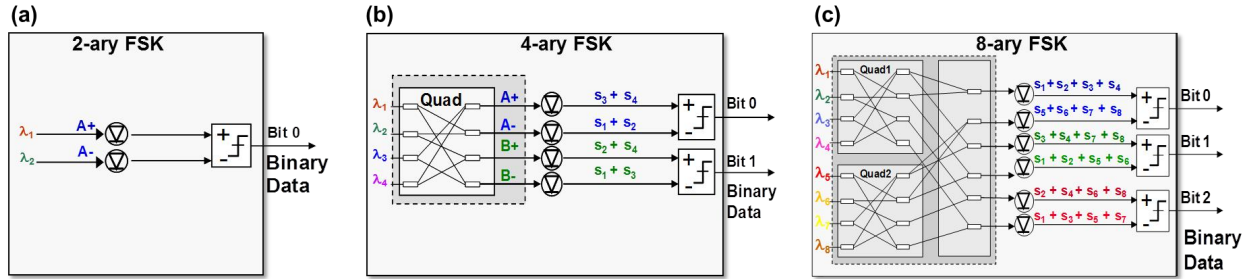 (a)
2-ary FSK
λ1
A+
λ2
A-
+
-
Bit 0
Binary
Data
(b)
4-ary FSK
Quad
λ1
λ2
λ3
λ4
A+
A-
B+
B-
s3 + s4
s1 + s2
s2 + s4
s1 + s3
+
-
+
-
Bit 0
Bit 1
Binary
Data
(c)
8-ary FSK
Quad1
Quad2
λ1
λ2
λ3
λ4
λ5
λ6
λ7
λ8
s1 + s2 + s3 + s4
s5 + s6 + s7 + s8
s3 + s4 + s7 + s8
s1 + s2 + s5 + s6
s2 + s4 + s6 + s8
s1 + s3 + s5 + s7
+
-
+
-
+
-
Bit 0
Bit 1
Bit 2
Binary
Data